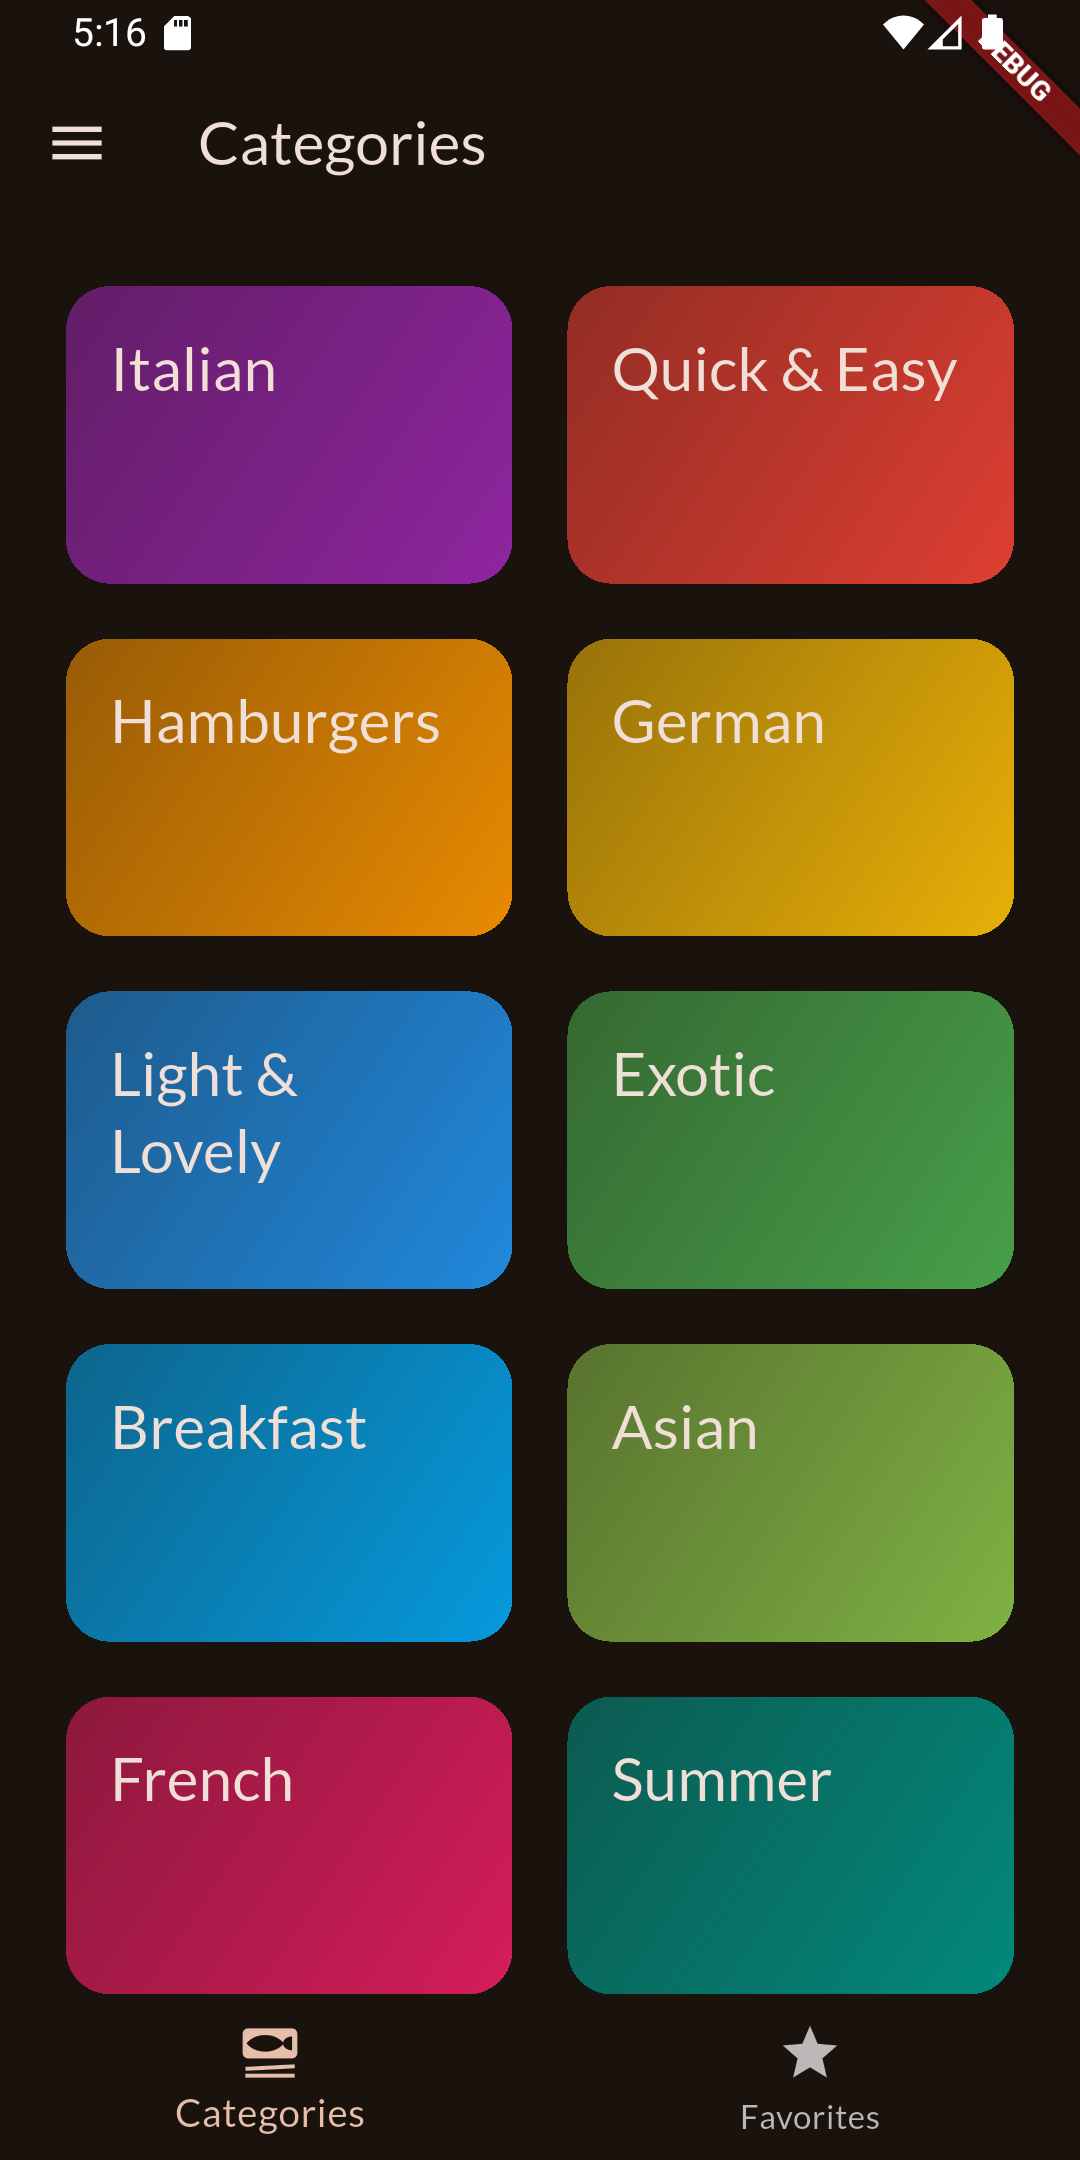 5:16
EBUG
Categories
Italian
Quick & Easy
Hamburgers
German
Light &
Lovely
Exotic
Breakfast
Asian
French
Summer
Categories
Favorites